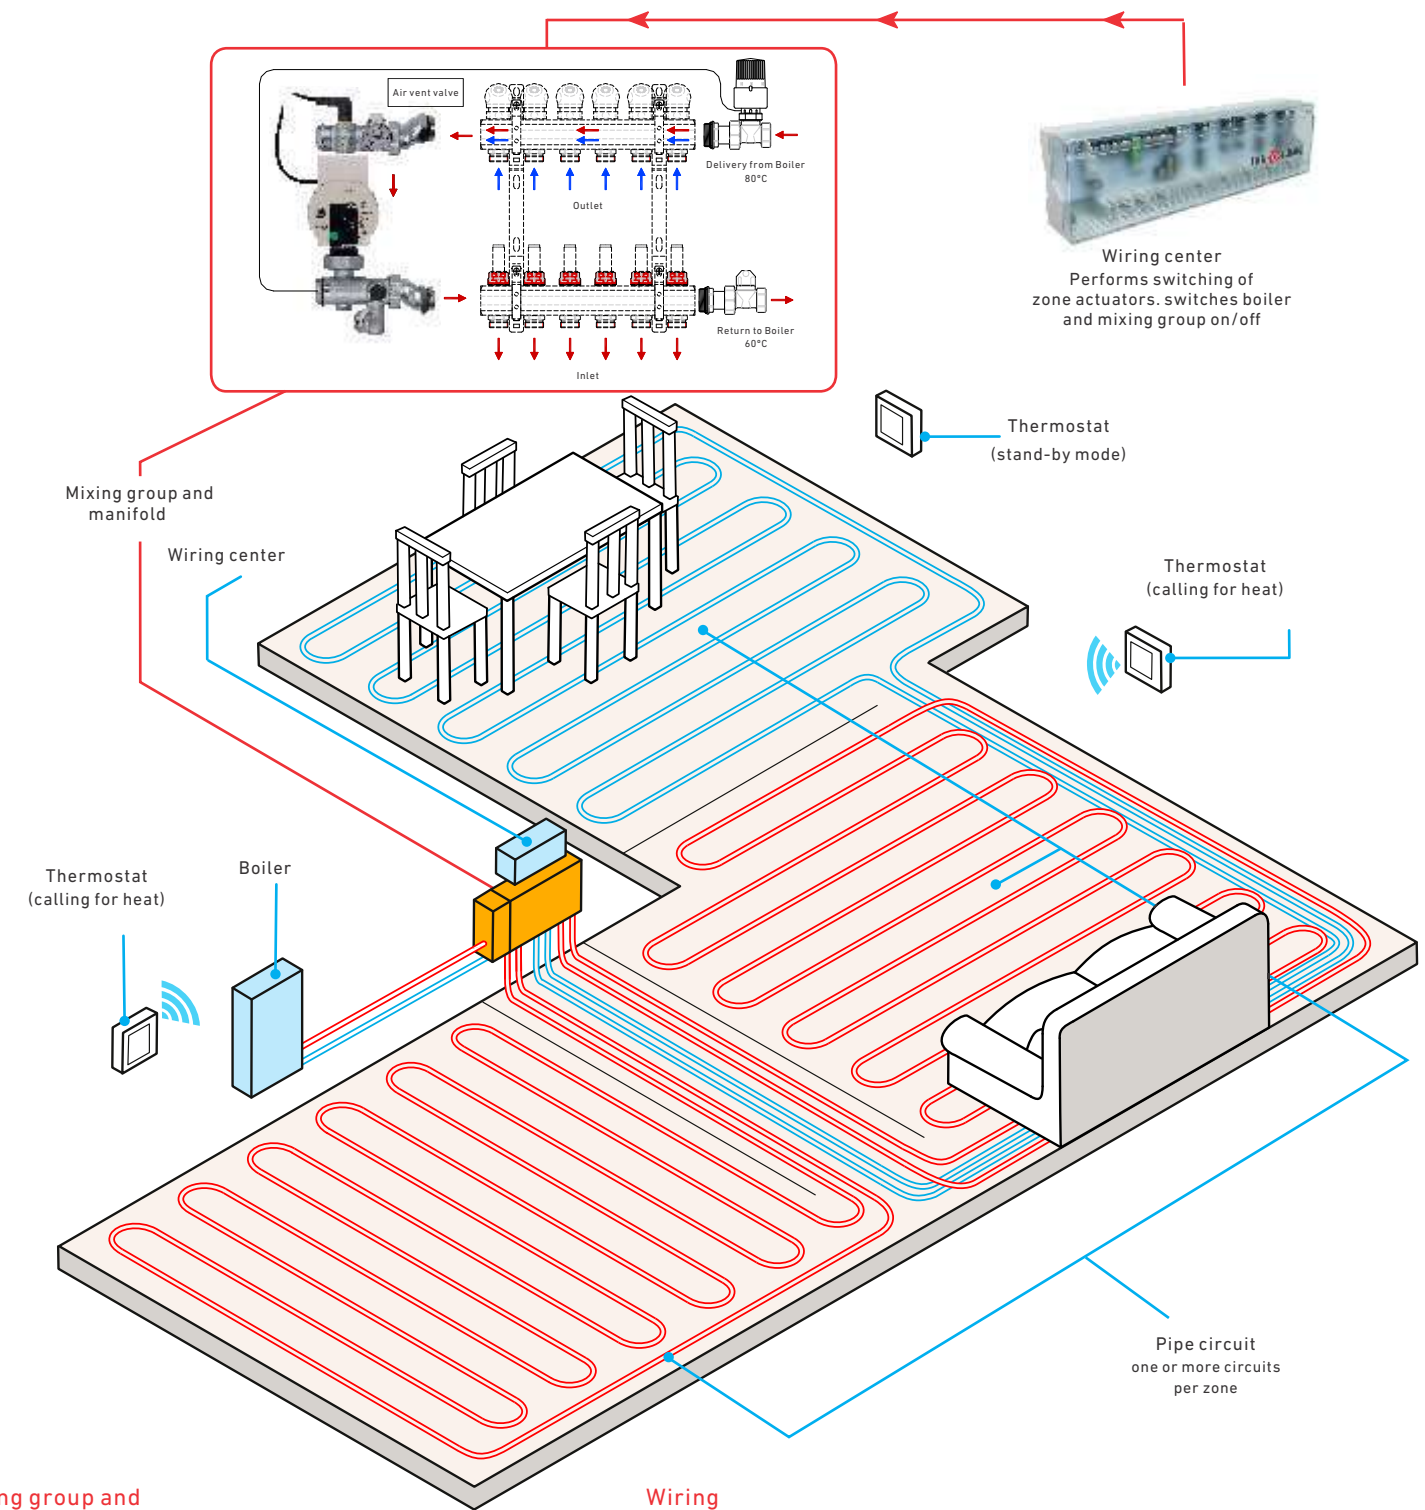 Air vent valve
Delivery from Boiler
80°C
Outlet
Return to Boiler
60°C
Inlet
Wiring center
Performs switching of
zone actuators. switches boiler
and mixing group on/off
Thermostat
(stand-by mode)
Mixing group and
manifold
Wiring center
Thermostat
(calling for heat)
Thermostat
(calling for heat)
Boiler
Pipe circuit
one or more circuits
per zone
ng group and
Wiring